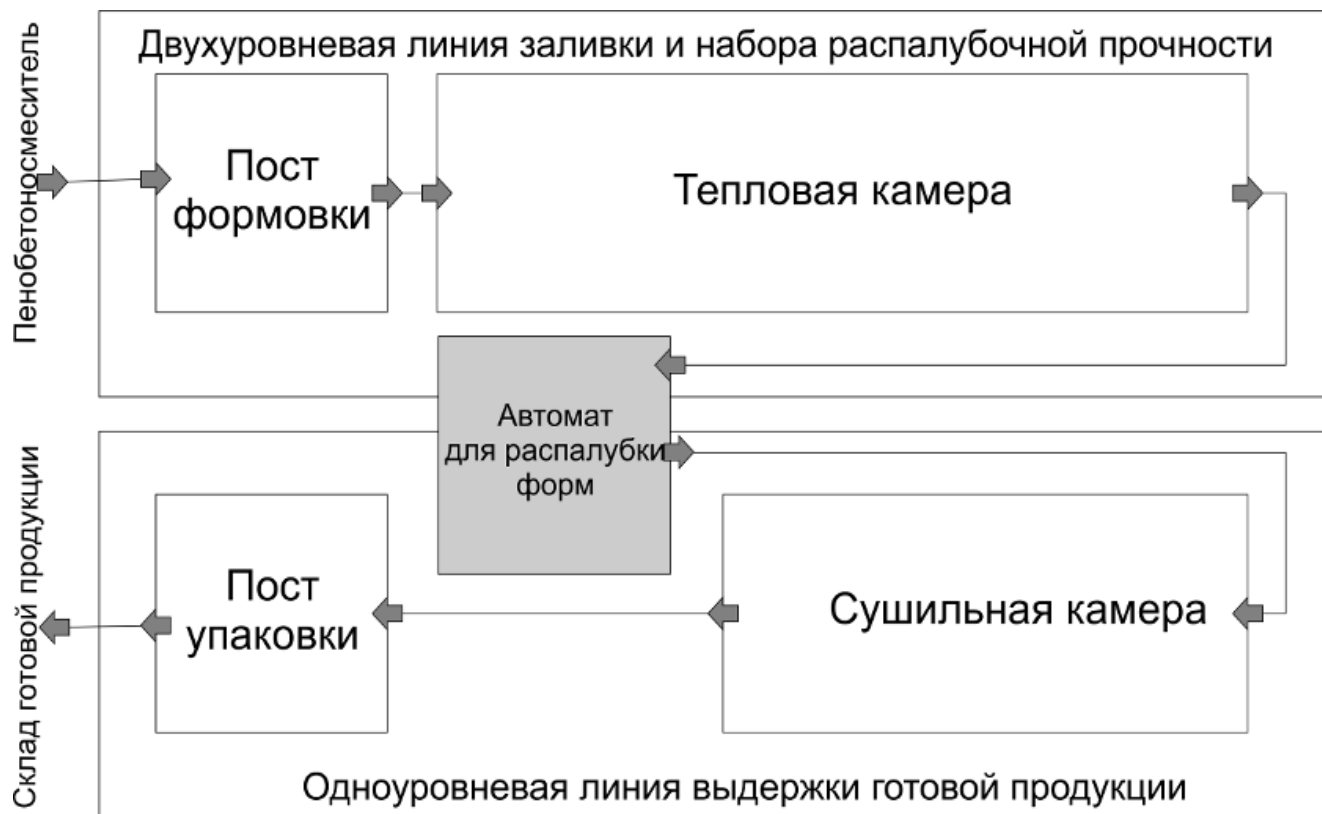 Двухуровневая линия заливки и набора распалубочной прочности
Пенобетоносмеситель
Пост
формовки
Тепловая камера
Автомат
для распалубки
форм
Склад готовой продукции
Пост
упаковки
Сушильная камера
Одноуровневая линия выдержки готовой продукции